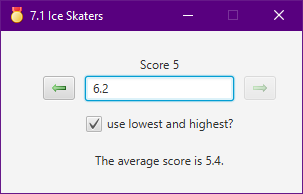 7.1 Ice Skaters
Score 5
6.2
use lowest and highest?
The average score is 5.4.